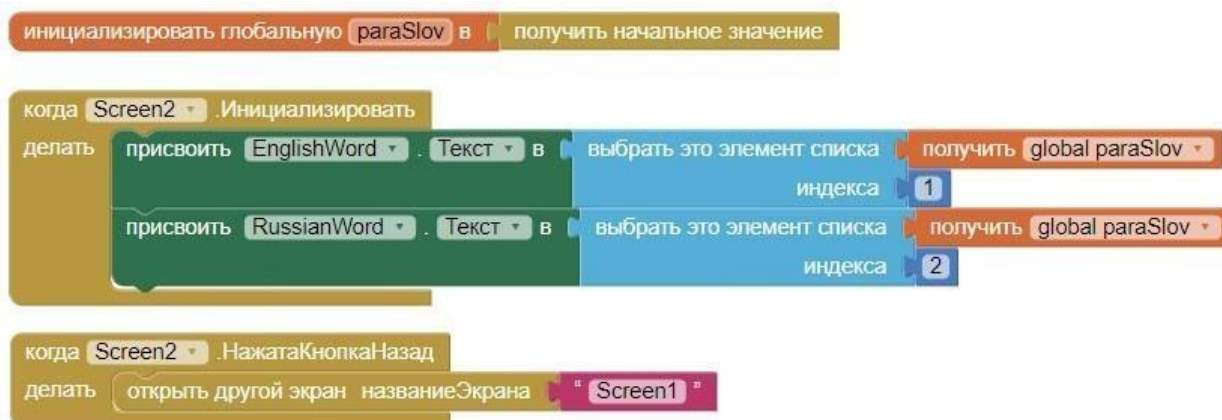 инициализировать глобальную paraSlov в получить начальное значение
когда Screen2 .Инициализировать
делать присвоить EnglishWord . Текст в выбрать это элемент списка получить global paraSlov
индекса 1
присвоить RussianWord . Текст в выбрать это элемент списка получить global paraSlov
индекса 2
когда Screen2 .НажатаКнопкаНазад
делать открыть другой экран названиеЭкрана " Screen1 "